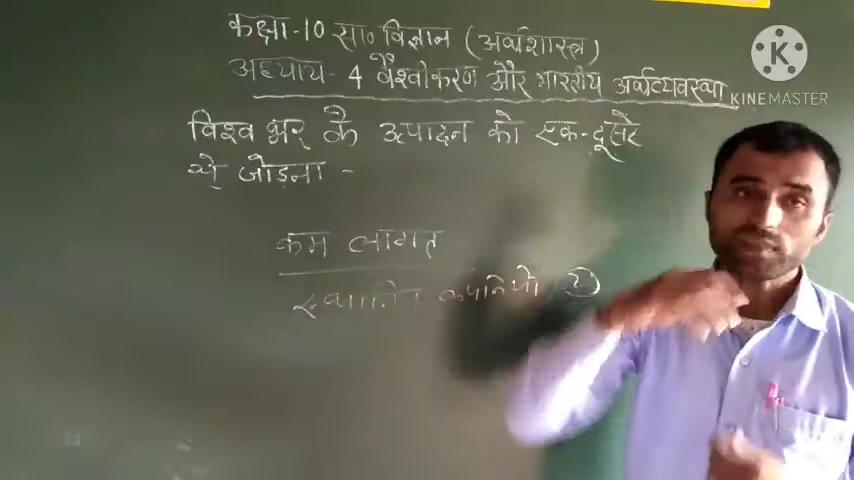 कक्षा-10 सा० विज्ञान (अर्थशास्त्र)
अध्याय - 4 वैश्वीकरण और भारतीय अर्थव्यवस्था
KINEMASTER
विश्व भर के उत्पादन को एक-दूसरे
से जोड़ना -
कम लागत
स्थानीय कंपनियो